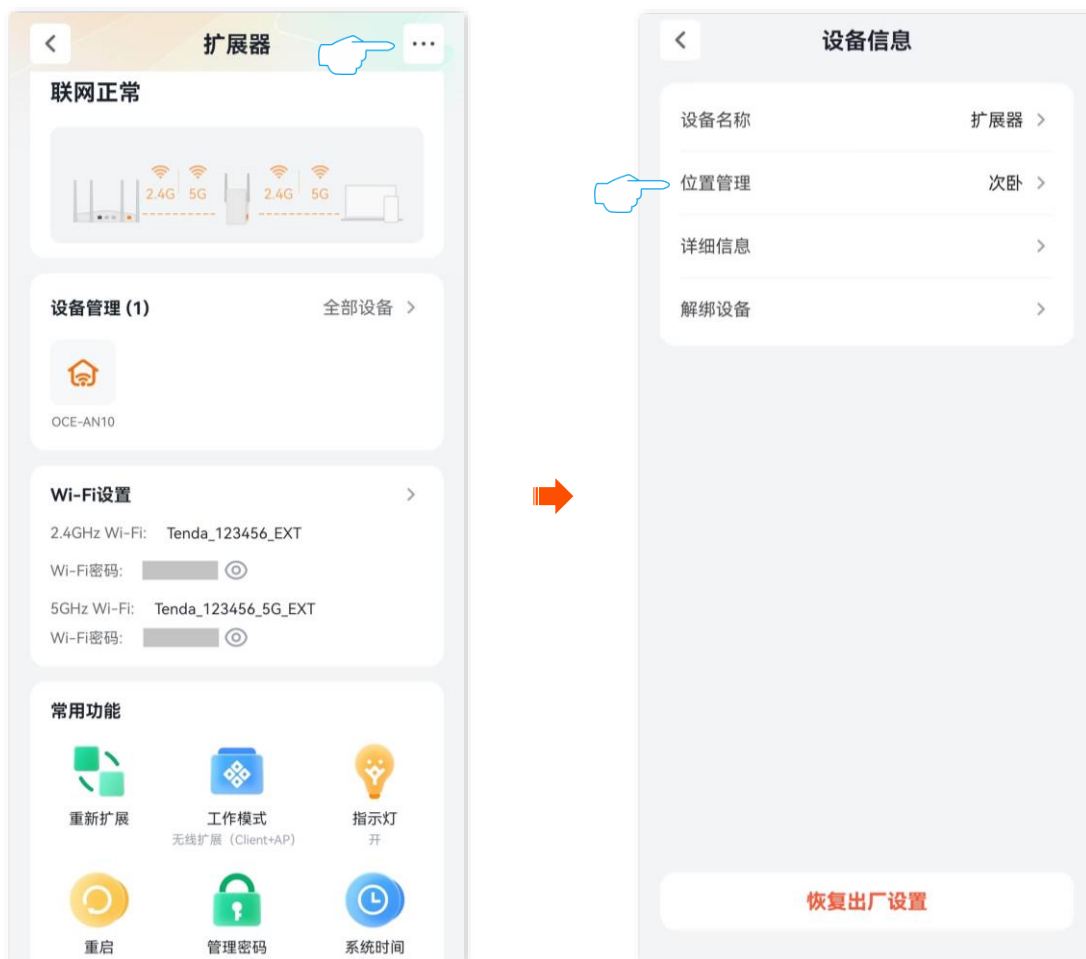 扩展器
联网正常
2.4G 5G 2.4G 5G
设备管理 (1) 全部设备
OCE-AN10
Wi-Fi设置
2.4GHz Wi-Fi: Tenda_123456_EXT
Wi-Fi密码:
5GHz Wi-Fi: Tenda_123456_5G_EXT
Wi-Fi密码:
常用功能
重新扩展 工作模式 指示灯
无线扩展（Client+AP） 开
重启 管理密码 系统时间
设备信息
设备名称 扩展器
位置管理 次卧
详细信息
解绑设备
恢复出厂设置